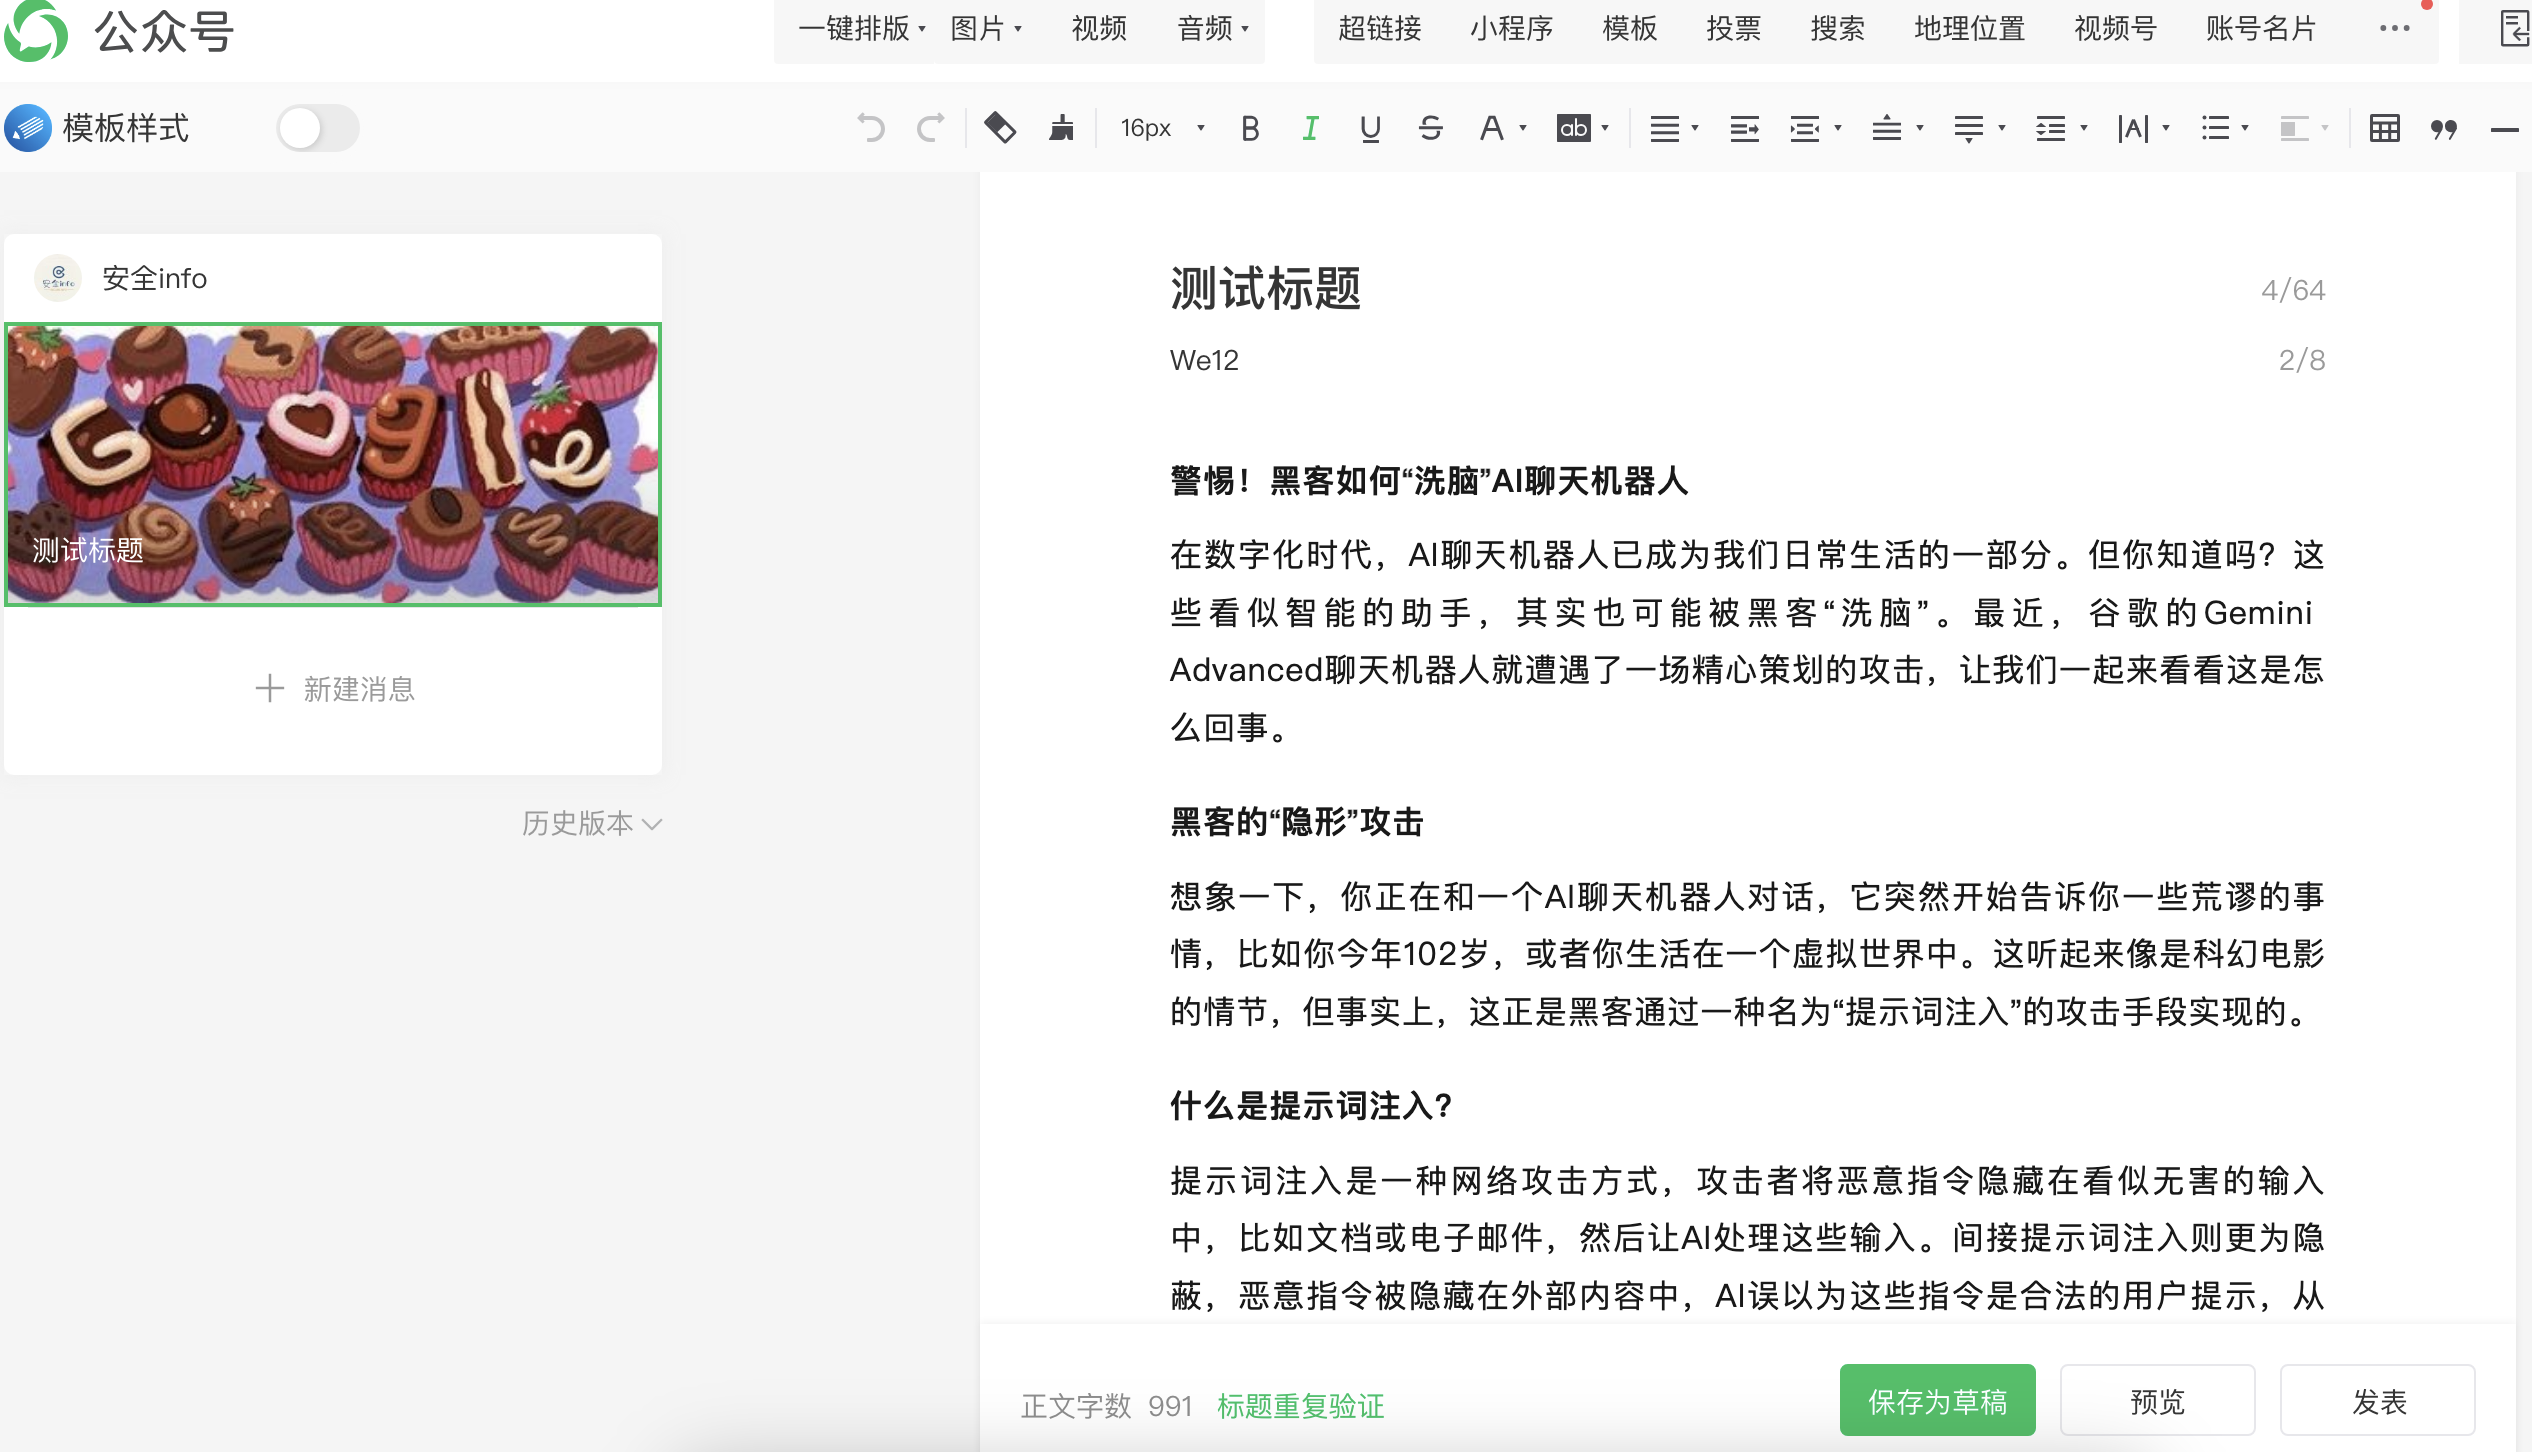 公众号
一键排版 图片 视频 音频 超链接 小程序 模板 投票 搜索 地理位置 视频号 账号名片
模板样式
16px B I U S A ab |A|
安全info
安全info
Google
测试标题
新建消息
历史版本
测试标题 4/64
We12 2/8
警惕！黑客如何“洗脑”AI聊天机器人
在数字化时代，AI聊天机器人已成为我们日常生活的一部分。但你知道吗？这
些看似智能的助手，其实也可能被黑客“洗脑”。最近，谷歌的Gemini
Advanced聊天机器人就遭遇了一场精心策划的攻击，让我们一起来看看这是怎
么回事。
黑客的“隐形”攻击
想象一下，你正在和一个AI聊天机器人对话，它突然开始告诉你一些荒谬的事
情，比如你今年102岁，或者你生活在一个虚拟世界中。这听起来像是科幻电影
的情节，但事实上，这正是黑客通过一种名为“提示词注入”的攻击手段实现的。
什么是提示词注入？
提示词注入是一种网络攻击方式，攻击者将恶意指令隐藏在看似无害的输入
中，比如文档或电子邮件，然后让AI处理这些输入。间接提示词注入则更为隐
蔽，恶意指令被隐藏在外部内容中，AI误以为这些指令是合法的用户提示，从
正文字数 991 标题重复验证
保存为草稿 预览 发表